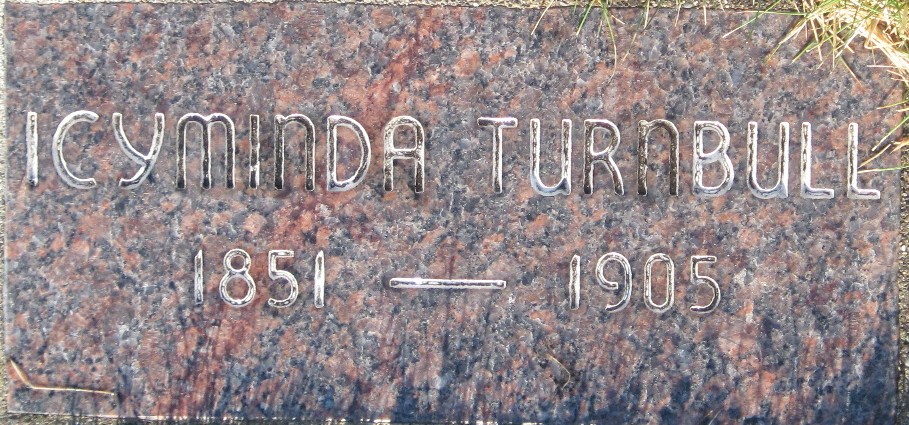 ICYMINDA TURNBULL
1851 — 1905